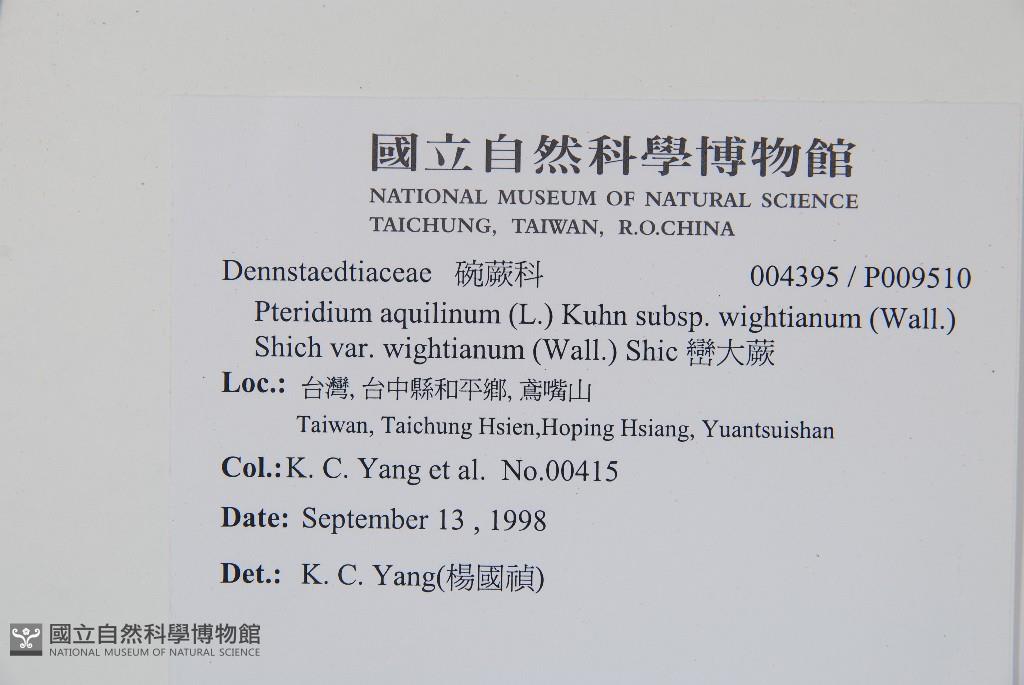 國立自然科學博物館
NATIONAL MUSEUM OF NATURAL SCIENCE
TAICHUNG, TAIWAN, R.O.CHINA
Dennstaedtiaceae 碗蕨科 004395 / P009510
Pteridium aquilinum (L.) Kuhn subsp. wightianum (Wall.)
Shich var. wightianum (Wall.) Shic 巒大蕨
Loc.: 台灣, 台中縣和平鄉, 鳶嘴山
Taiwan, Taichung Hsien,Hoping Hsiang, Yuantsuishan
Col.: K. C. Yang et al. No.00415
Date: September 13 , 1998
Det.: K. C. Yang(楊國禎)
國立自然科學博物館
NATIONAL MUSEUM OF NATURAL SCIENCE